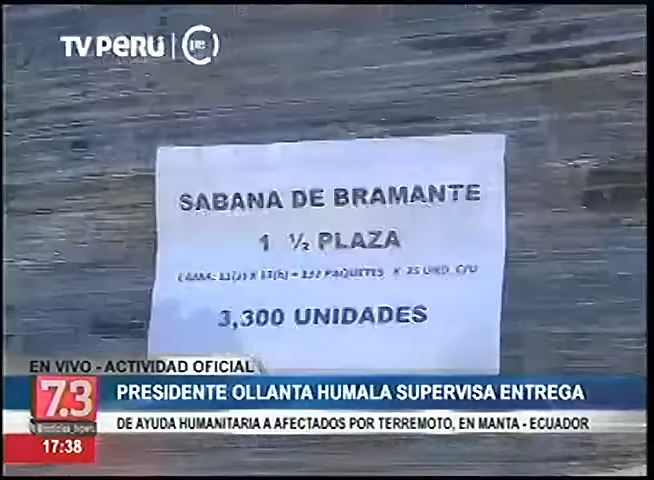 TV PERÚ
SABANA DE BRAMANTE
1 ½ PLAZA
3,300 UNIDADES
EN VIVO - ACTIVIDAD OFICIAL
7.3
PRESIDENTE OLLANTA HUMALA SUPERVISA ENTREGA
DE AYUDA HUMANITARIA A AFECTADOS POR TERREMOTO, EN MANTA - ECUADOR
17:38